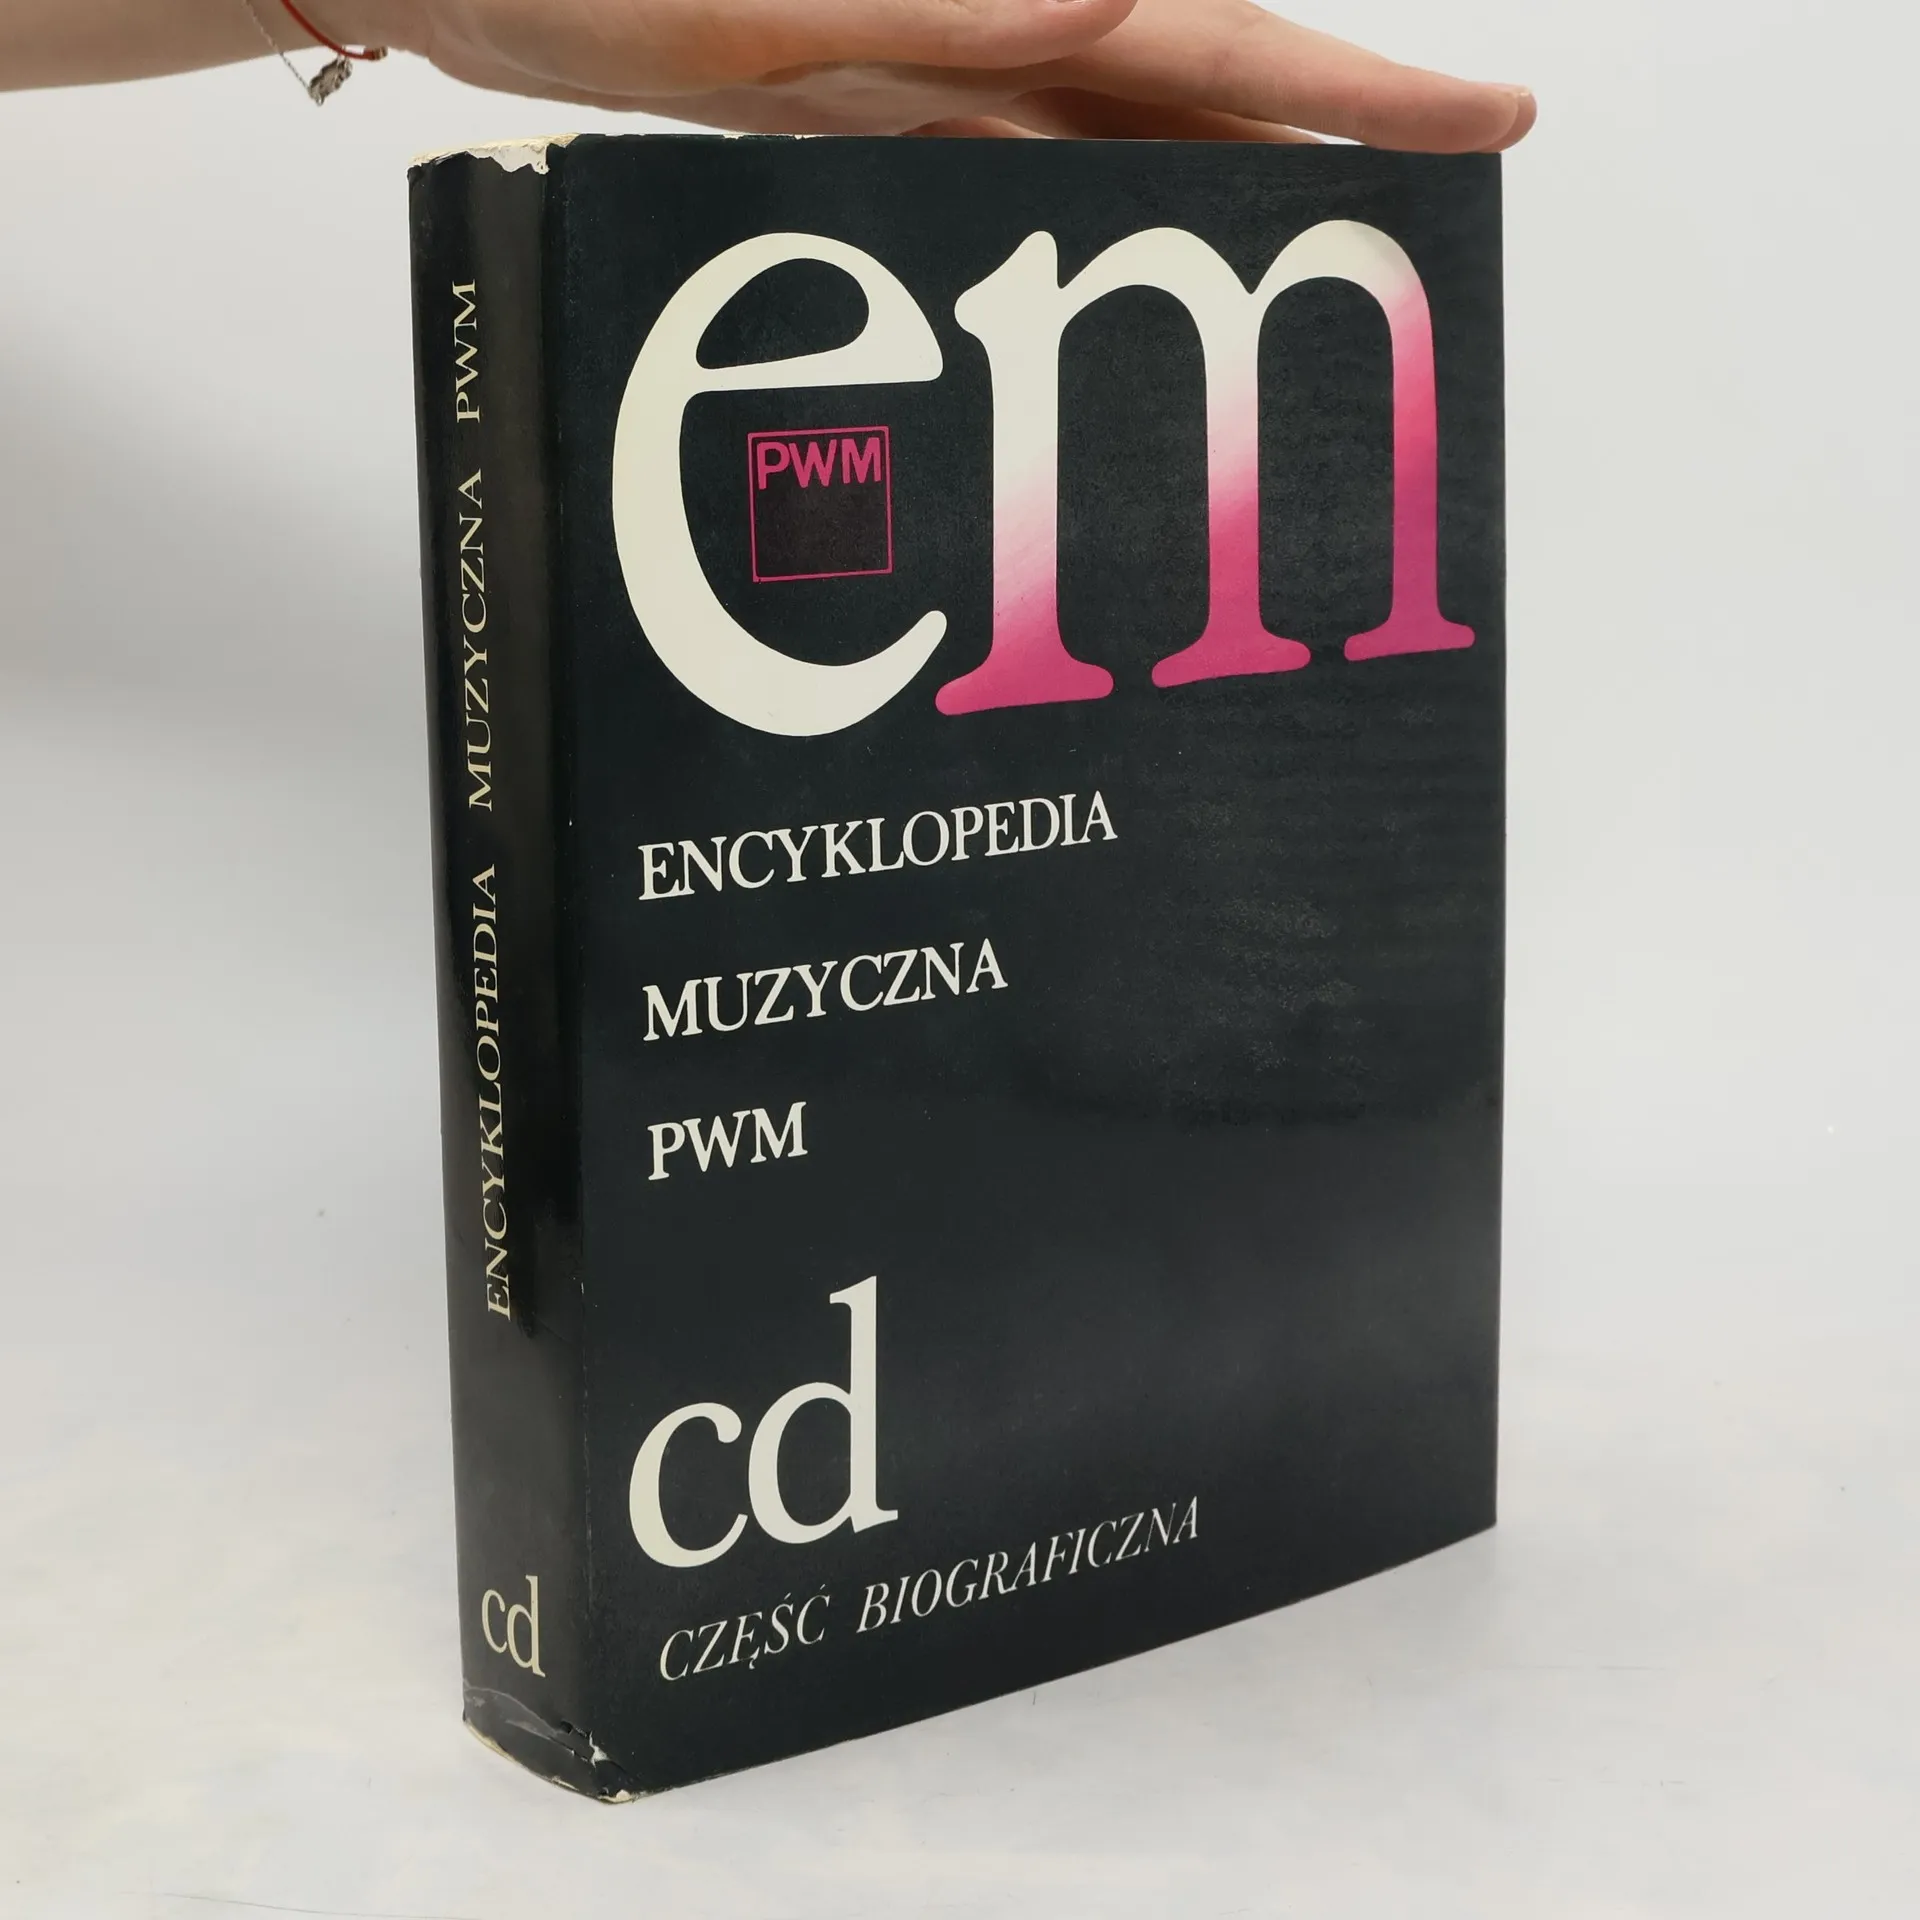 em
PWM
ENCYKLOPEDIA
MUZYCZNA
PWM
cd
CZĘŚĆ BIOGRAFICZNA
ENCYKLOPEDIA MUZYCZNA PWM
cd